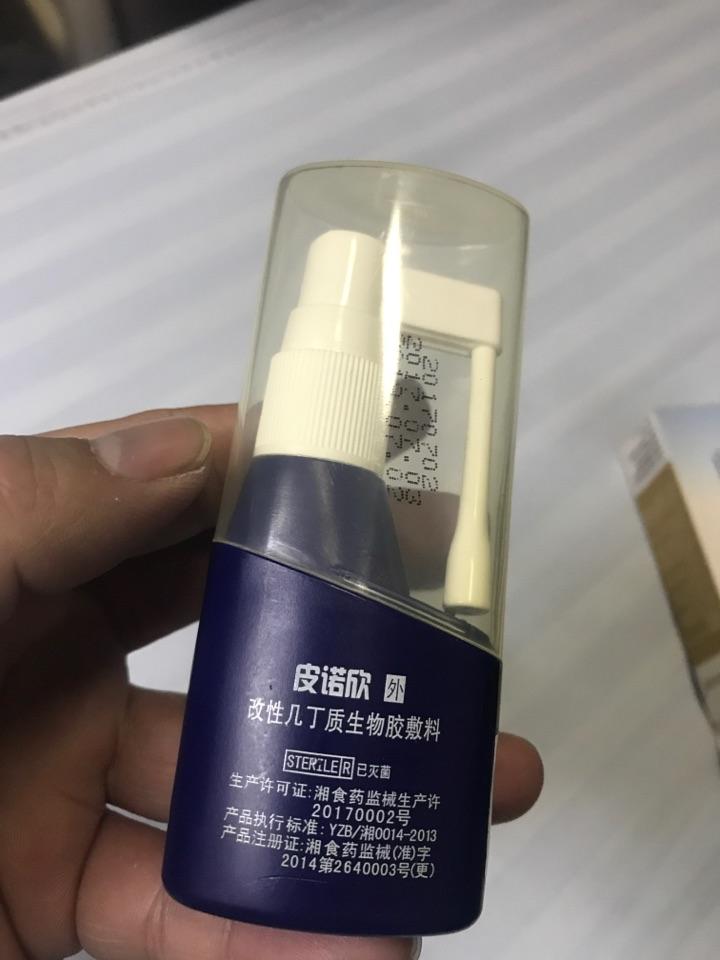 皮诺欣 外
改性几丁质生物胶敷料
STERILE R 已灭菌
生产许可证:湘食药监械生产许
20170002号
产品执行标准: YZB/湘0014-2013
产品注册证:湘食药监械(准)字
2014第2640003号(更)